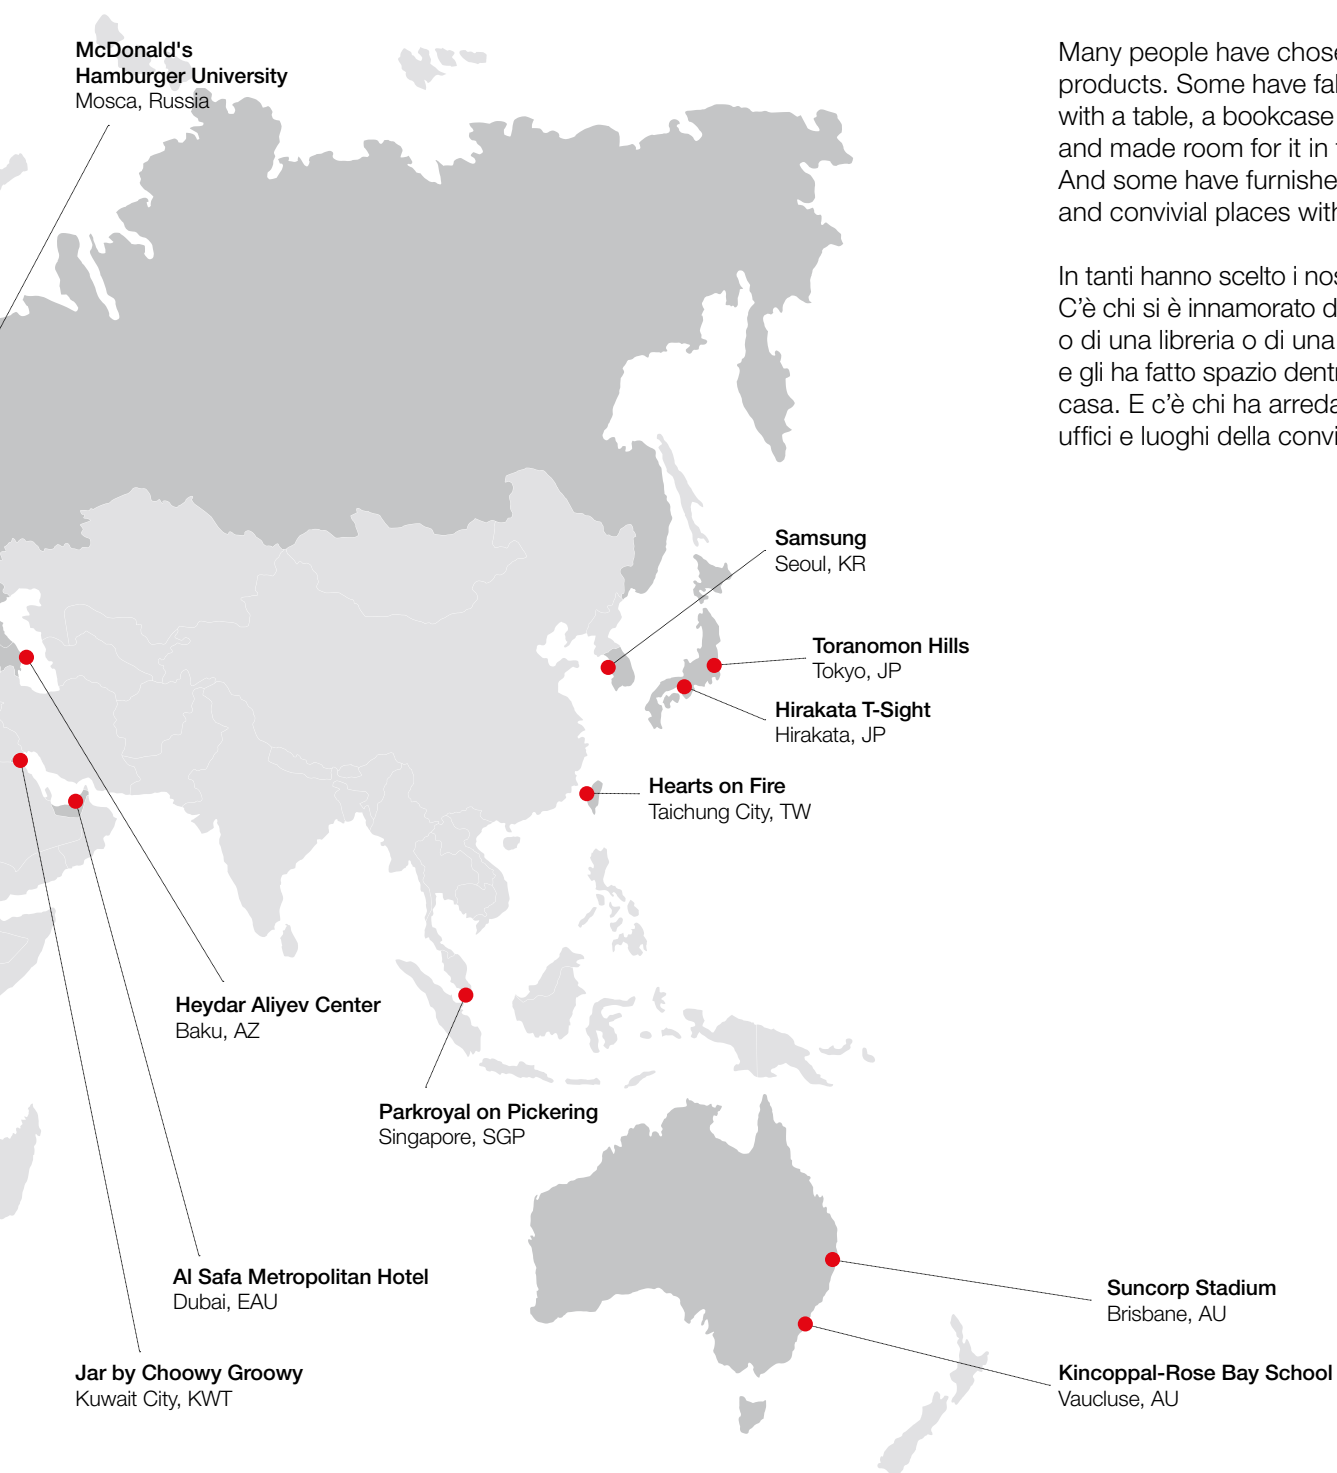 McDonald's
Hamburger University
Mosca, Russia
Many people have chose
products. Some have fal
with a table, a bookcase
and made room for it in
And some have furnishe
and convivial places with
In tanti hanno scelto i nos
C'è chi si è innamorato d
o di una libreria o di una
e gli ha fatto spazio dentr
casa. E c'è chi ha arreda
uffici e luoghi della convi
Samsung
Seoul, KR
Toranomon Hills
Tokyo, JP
Hirakata T-Sight
Hirakata, JP
Hearts on Fire
Taichung City, TW
Heydar Aliyev Center
Baku, AZ
Parkroyal on Pickering
Singapore, SGP
Al Safa Metropolitan Hotel
Dubai, EAU
Suncorp Stadium
Brisbane, AU
Jar by Choowy Groowy
Kuwait City, KWT
Kincoppal-Rose Bay School
Vaucluse, AU